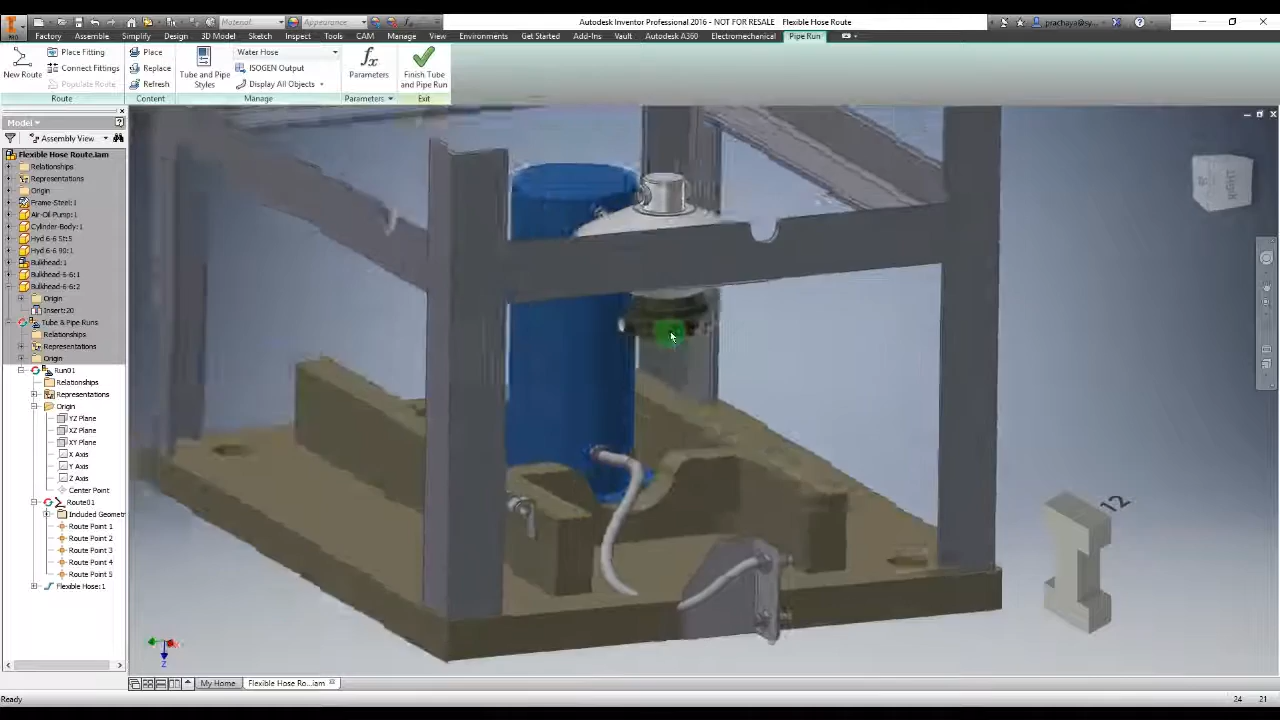 Material
Appearance
Autodesk Inventor Professional 2016 - NOT FOR RESALE Flexible Hose Route
prachaya@sy...
Factory Assemble Simplify Design 3D Model Sketch Inspect Tools CAM Manage View Environments Get Started Add-Ins Vault Autodesk A360 Electromechanical Pipe Run
New Route
Place Fitting
Connect Fittings
Populate Route
Route
Place
Replace
Refresh
Content
Tube and Pipe
Styles
Water Hose
ISOGEN Output
Display All Objects
Manage
fx
Parameters
Parameters
Finish Tube
and Pipe Run
Exit
Model
Assembly View
Flexible Hose Route.iam
Relationships
Representations
Origin
Frame-Steel:1
Air-Oil-Pump:1
Cylinder-Body:1
Hyd 6-6 St:5
Hyd 6-6 90:1
Bulkhead:1
Bulkhead-6-6:1
Bulkhead-6-6:2
Origin
Insert:20
Tube & Pipe Runs
Relationships
Representations
Origin
Run01
Relationships
Representations
Origin
YZ Plane
XZ Plane
XY Plane
X Axis
Y Axis
Z Axis
Center Point
Route01
Included Geometr
Route Point 1
Route Point 2
Route Point 3
Route Point 4
Route Point 5
Flexible Hose:1
12
Z
My Home
Flexible Hose Ro...iam
Ready
24 21